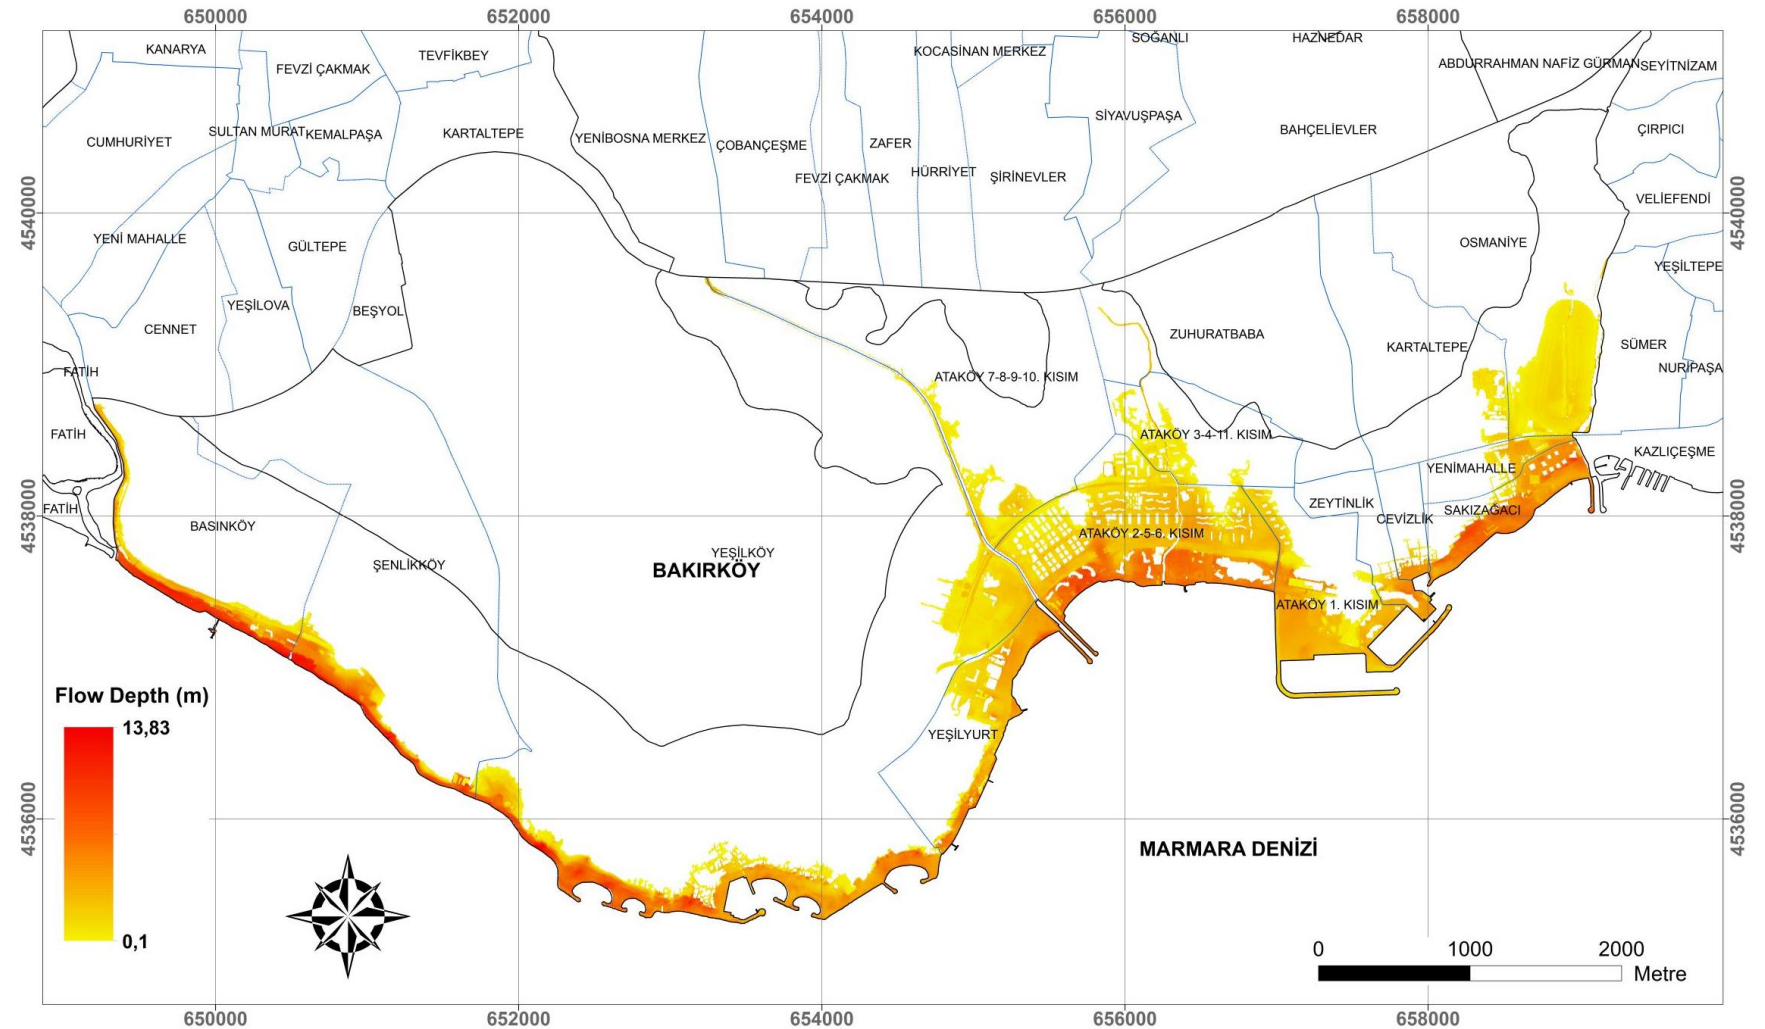 650000 652000 654000 656000 658000
KANARYA
FEVZİ ÇAKMAK
TEVFİKBEY
KOCASİNAN MERKEZ
SOĞANLI
HAZNEDAR
ABDURRAHMAN NAFİZ GÜRMAN
SEYİTNİZAM
CUMHURİYET
SULTAN MURAT
KEMALPAŞA
KARTALTEPE
YENİBOSNA MERKEZ
ÇOBANÇEŞME
ZAFER
SİYAVUŞPAŞA
BAHÇELİEVLER
ÇIRPICI
FEVZİ ÇAKMAK
HÜRRİYET
ŞİRİNEVLER
VELİEFENDİ
4540000
4540000
YENİ MAHALLE
GÜLTEPE
OSMANİYE
YEŞİLTEPE
CENNET
YEŞİLOVA
BEŞYOL
ZUHURATBABA
KARTALTEPE
SÜMER
NURİPAŞA
FATİH
ATAKÖY 7-8-9-10. KISIM
FATİH
ATAKÖY 3-4-11. KISIM
YENİMAHALLE
KAZLIÇEŞME
FATİH
BASINKÖY
ZEYTİNLİK
CEVİZLİK
SAKIZAĞACI
4538000
4538000
ŞENLİKKÖY
YEŞİLKÖY
BAKIRKÖY
ATAKÖY 2-5-6. KISIM
ATAKÖY 1. KISIM
YEŞİLYURT
Flow Depth (m)
13,83
0,1
4536000
4536000
MARMARA DENİZİ
0 1000 2000
Metre
650000 652000 654000 656000 658000